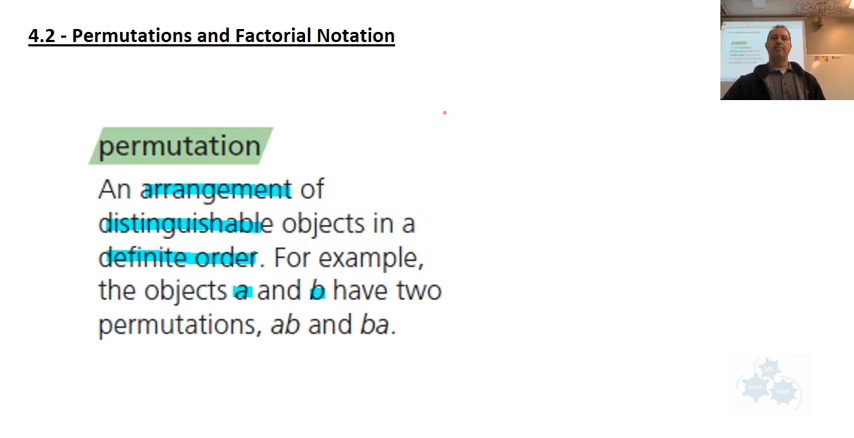 4.2 - Permutations and Factorial Notation
permutation
An arrangement of
distinguishable objects in a
definite order. For example,
the objects a and b have two
permutations, ab and ba.